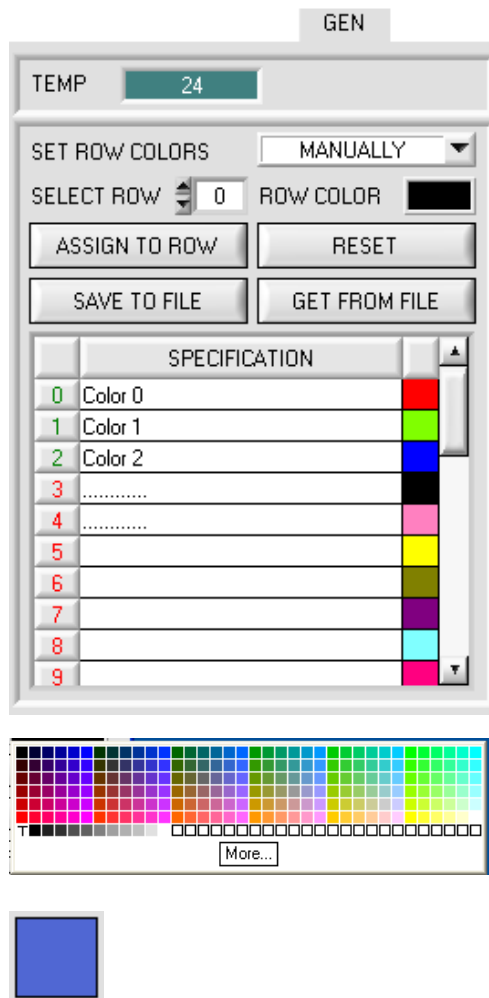 GEN
TEMP 24
SET ROW COLORS MANUALLY
SELECT ROW 0 ROW COLOR
ASSIGN TO ROW RESET
SAVE TO FILE GET FROM FILE
SPECIFICATION
0 Color 0
1 Color 1
2 Color 2
3 ............
4 ............
5
6
7
8
9
T
More...